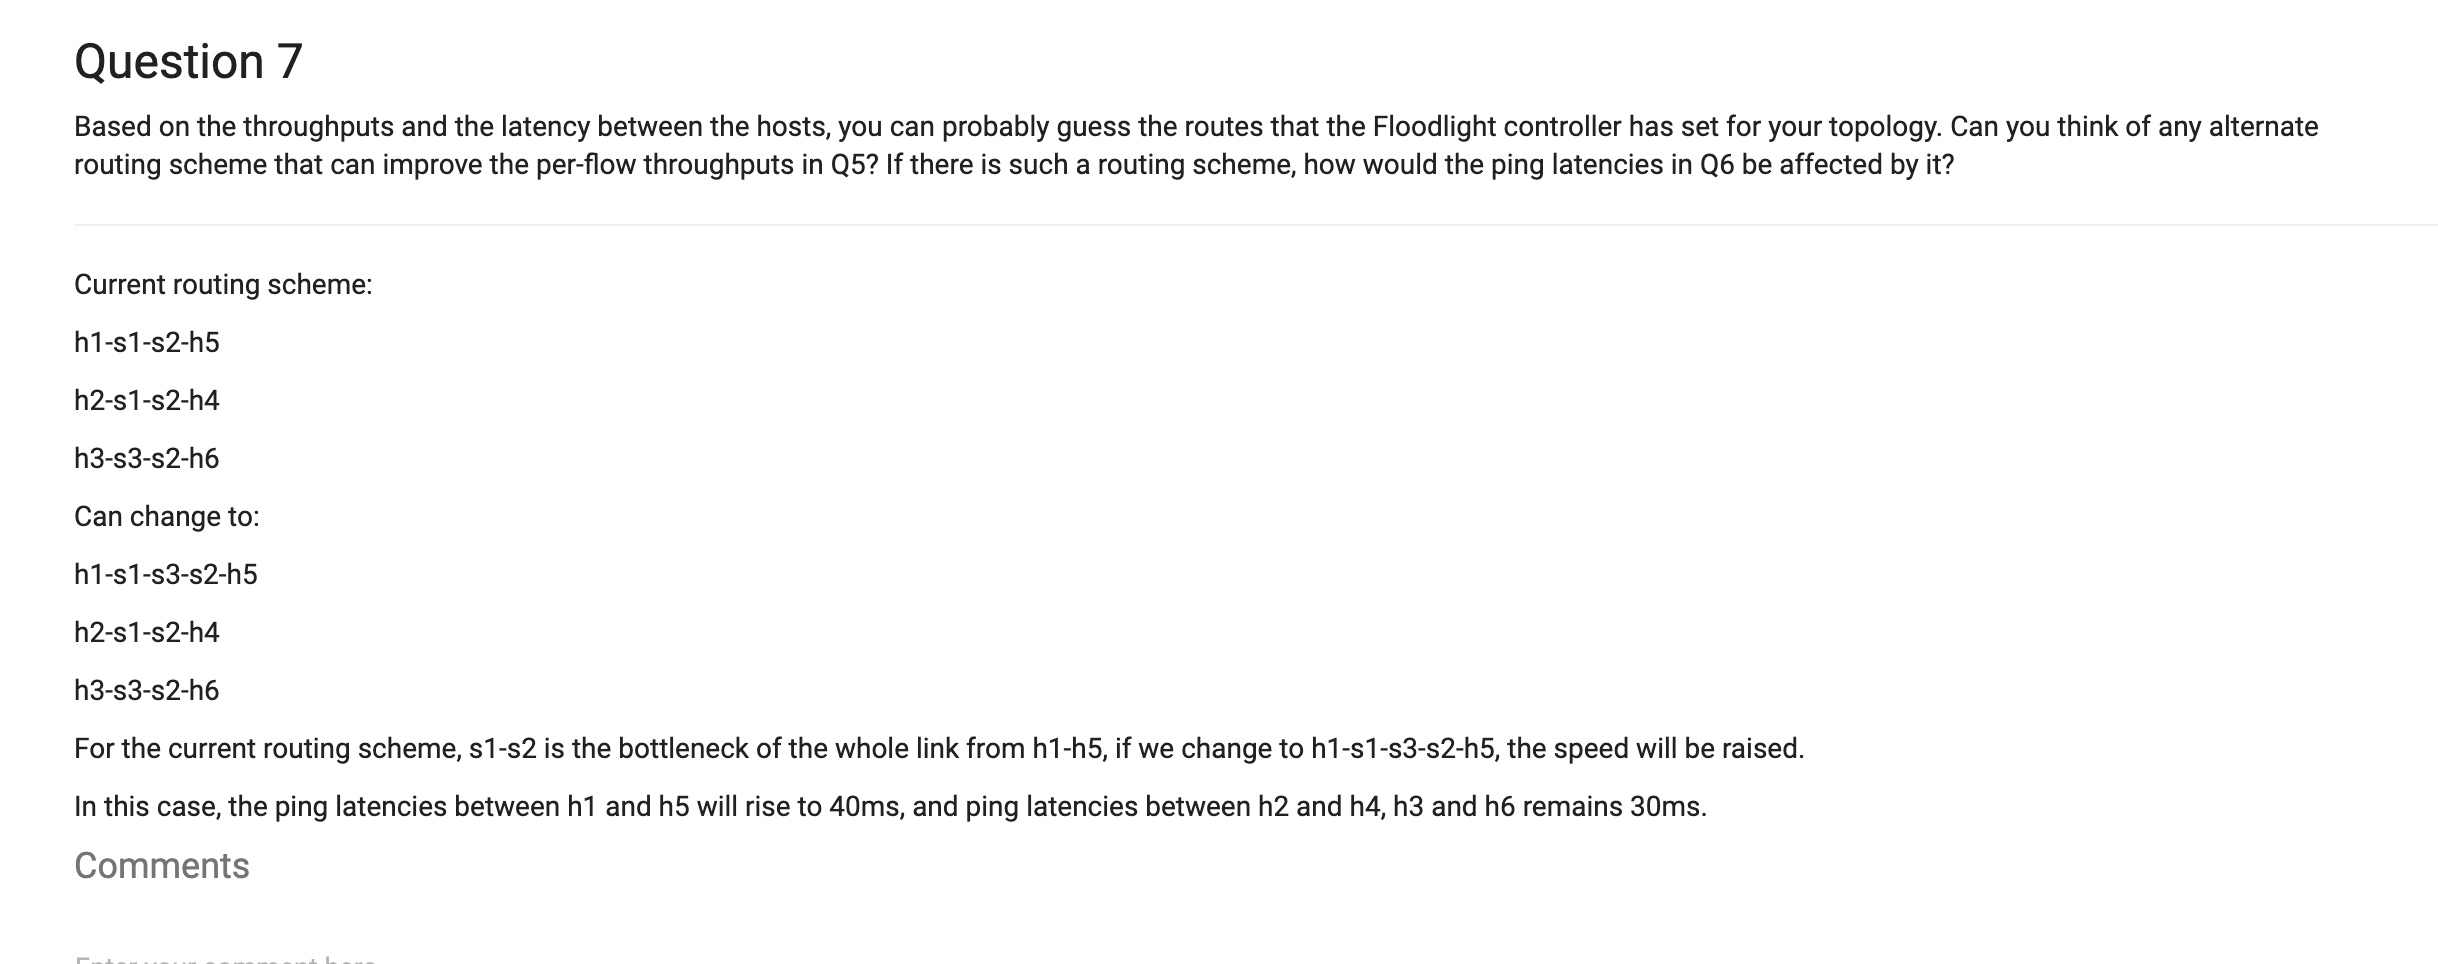 Question 7
Based on the throughputs and the latency between the hosts, you can probably guess the routes that the Floodlight controller has set for your topology. Can you think of any alternate
routing scheme that can improve the per-flow throughputs in Q5? If there is such a routing scheme, how would the ping latencies in Q6 be affected by it?
Current routing scheme:
h1-s1-s2-h5
h2-s1-s2-h4
h3-s3-s2-h6
Can change to:
h1-s1-s3-s2-h5
h2-s1-s2-h4
h3-s3-s2-h6
For the current routing scheme, s1-s2 is the bottleneck of the whole link from h1-h5, if we change to h1-s1-s3-s2-h5, the speed will be raised.
In this case, the ping latencies between h1 and h5 will rise to 40ms, and ping latencies between h2 and h4, h3 and h6 remains 30ms.
Comments
Enter your comment here